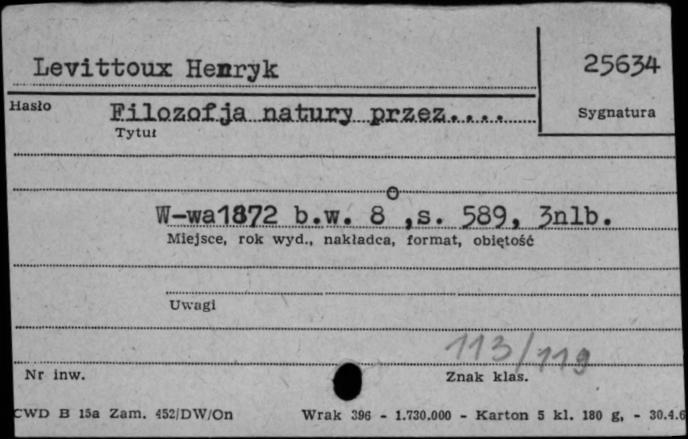 Levittoux Henryk
25634
Hasło
Sygnatura
Filozofja natury przez....
Tytuł
W-wa1872 b.w. 8°,s. 589, 3nlb.
Miejsce, rok wyd., nakładca, format, objętość
Uwagi
113/119
Nr inw.
Znak klas.
CWD B 15a Zam. 452/DW/On Wrak 396 - 1.730.000 - Karton 5 kl. 180 g, - 30.4.6